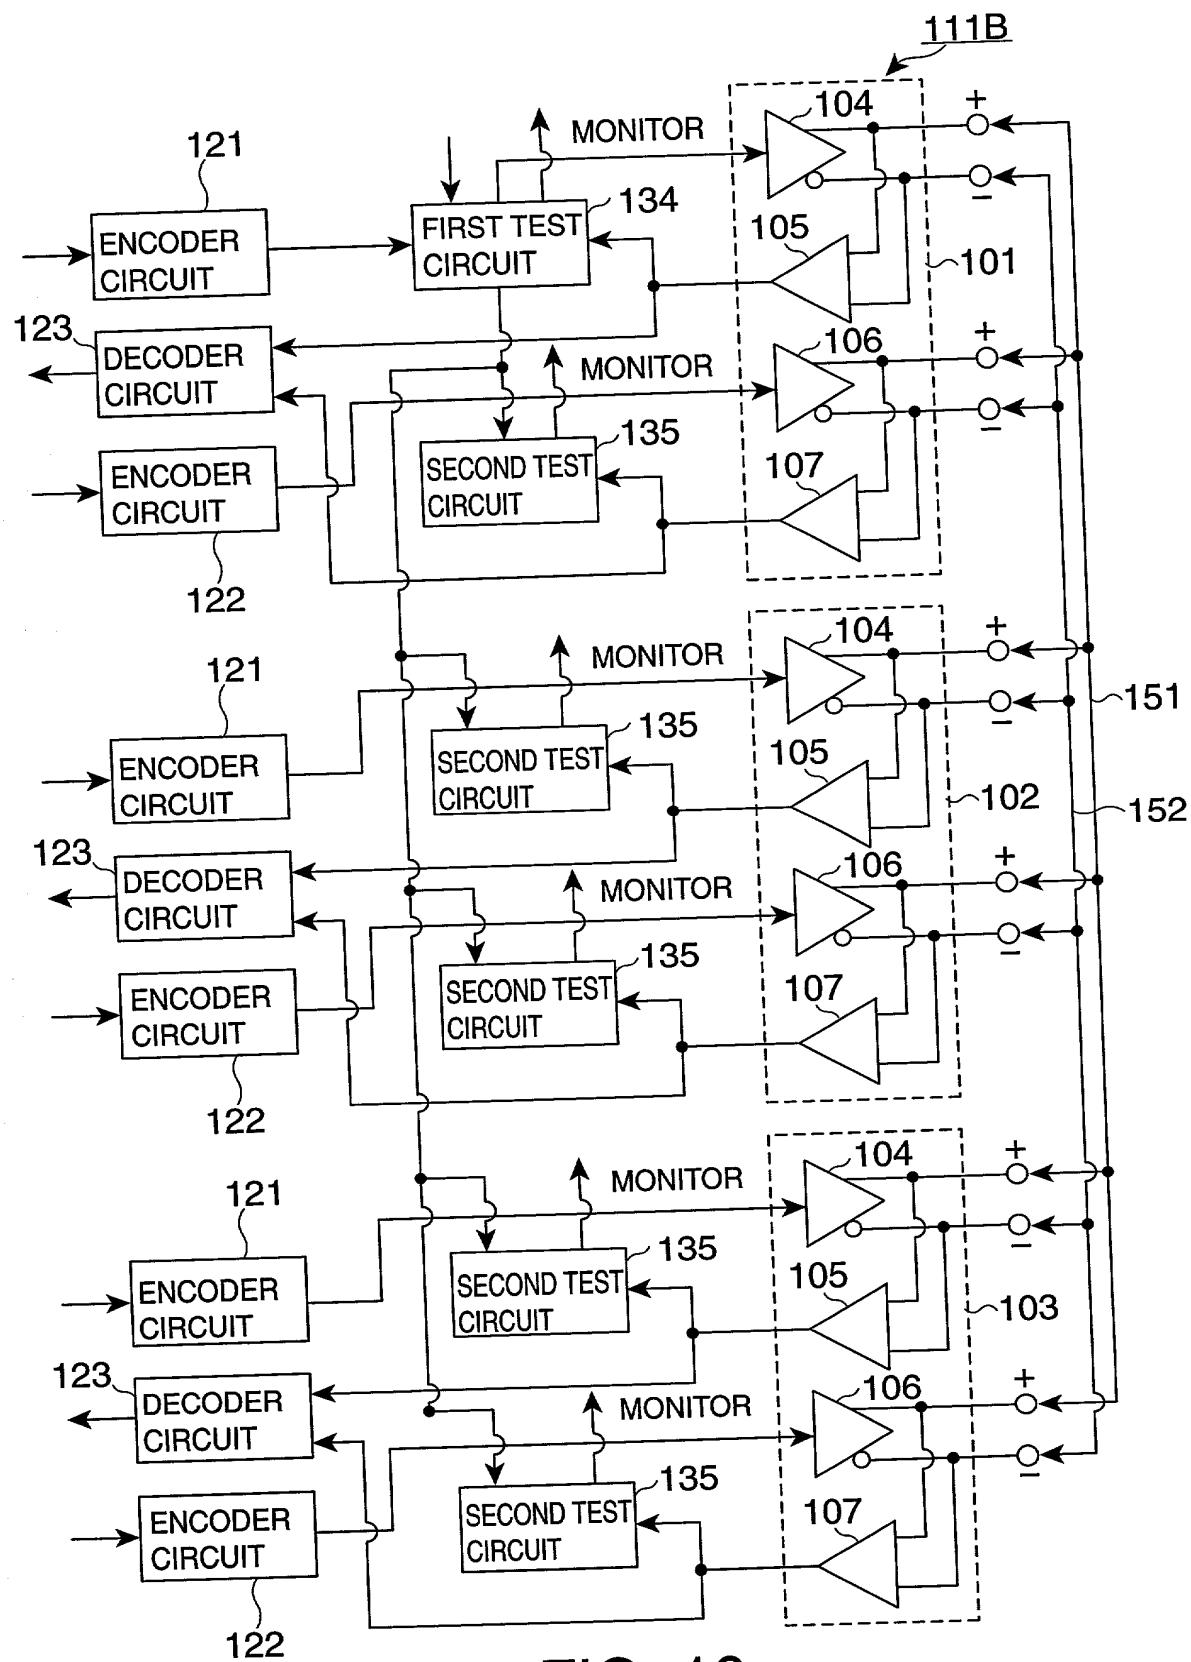 111B
104
+
MONITOR
121
134
−
ENCODER
CIRCUIT
FIRST TEST
CIRCUIT
105
101
123
DECODER
CIRCUIT
MONITOR
106
+
135
−
ENCODER
CIRCUIT
SECOND TEST
CIRCUIT
107
122
104
+
MONITOR
121
151
−
135
ENCODER
CIRCUIT
SECOND TEST
CIRCUIT
105
102
152
123
DECODER
CIRCUIT
MONITOR
106
+
135
−
ENCODER
CIRCUIT
SECOND TEST
CIRCUIT
107
122
104
+
MONITOR
121
−
135
ENCODER
CIRCUIT
SECOND TEST
CIRCUIT
105
103
123
DECODER
CIRCUIT
MONITOR
106
+
135
−
ENCODER
CIRCUIT
SECOND TEST
CIRCUIT
107
122